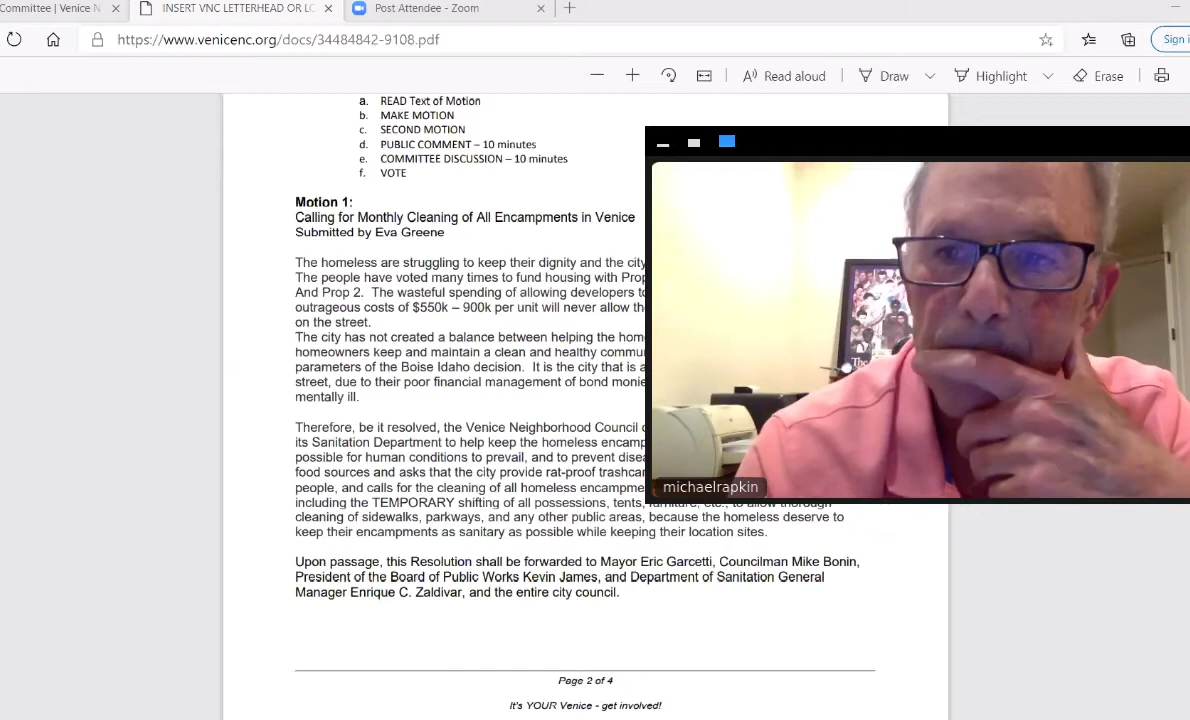 Committee | Venice N
INSERT VNC LETTERHEAD OR LO
Post Attendee - Zoom
https://www.venicenc.org/docs/34484842-9108.pdf
Sign i
Read aloud
Draw
Highlight
Erase
a. READ Text of Motion
b. MAKE MOTION
c. SECOND MOTION
d. PUBLIC COMMENT – 10 minutes
e. COMMITTEE DISCUSSION – 10 minutes
f. VOTE
Motion 1:
Calling for Monthly Cleaning of All Encampments in Venice
Submitted by Eva Greene
The homeless are struggling to keep their dignity and the city
The people have voted many times to fund housing with Prop
And Prop 2. The wasteful spending of allowing developers to
outrageous costs of $550k – 900k per unit will never allow th
on the street.
The city has not created a balance between helping the hom
homeowners keep and maintain a clean and healthy commu
parameters of the Boise Idaho decision. It is the city that is a
street, due to their poor financial management of bond monie
mentally ill.
Therefore, be it resolved, the Venice Neighborhood Council
its Sanitation Department to help keep the homeless encamp
possible for human conditions to prevail, and to prevent disea
food sources and asks that the city provide rat-proof trashcan
people, and calls for the cleaning of all homeless encampme
including the TEMPORARY shifting of all possessions, tents, furniture, etc., to allow thorough
cleaning of sidewalks, parkways, and any other public areas, because the homeless deserve to
keep their encampments as sanitary as possible while keeping their location sites.
Upon passage, this Resolution shall be forwarded to Mayor Eric Garcetti, Councilman Mike Bonin,
President of the Board of Public Works Kevin James, and Department of Sanitation General
Manager Enrique C. Zaldivar, and the entire city council.
Page 2 of 4
It's YOUR Venice - get involved!
The
michaelrapkin